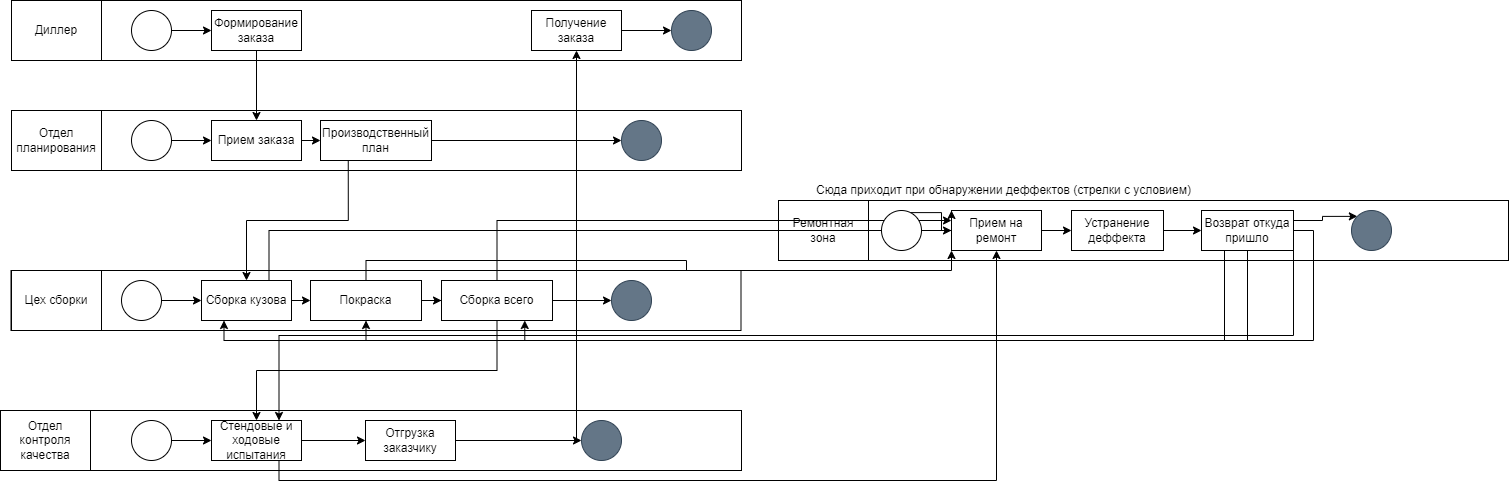 Диллер
Формирование
заказа
Получение
заказа
Отдел
планирования
Прием заказа
Производственный
план
Сюда приходит при обнаружении деффектов (стрелки с условием)
Ремонтная
зона
Прием на
ремонт
Устранение
деффекта
Возврат откуда
пришло
Цех сборки
Сборка кузова
Покраска
Сборка всего
Отдел
контроля
качества
Стендовые и
ходовые
испытания
Отгрузка
заказчику